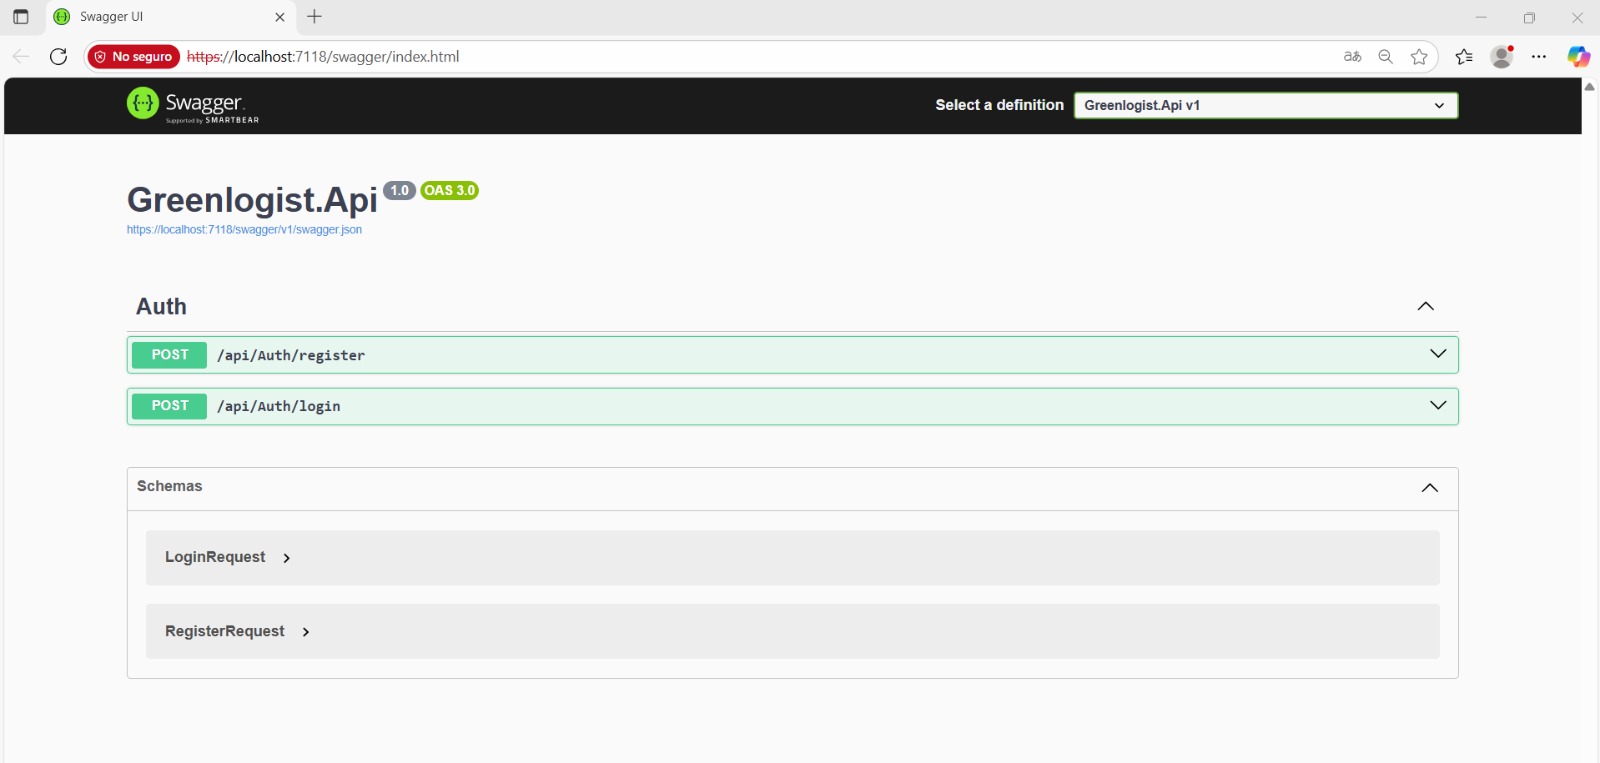 Swagger UI
No seguro https://localhost:7118/swagger/index.html
Swagger
Supported by SMARTBEAR
Select a definition Greenlogist.Api v1
Greenlogist.Api 1.0 OAS 3.0
https://localhost:7118/swagger/v1/swagger.json
Auth
POST /api/Auth/register
POST /api/Auth/login
Schemas
LoginRequest
RegisterRequest